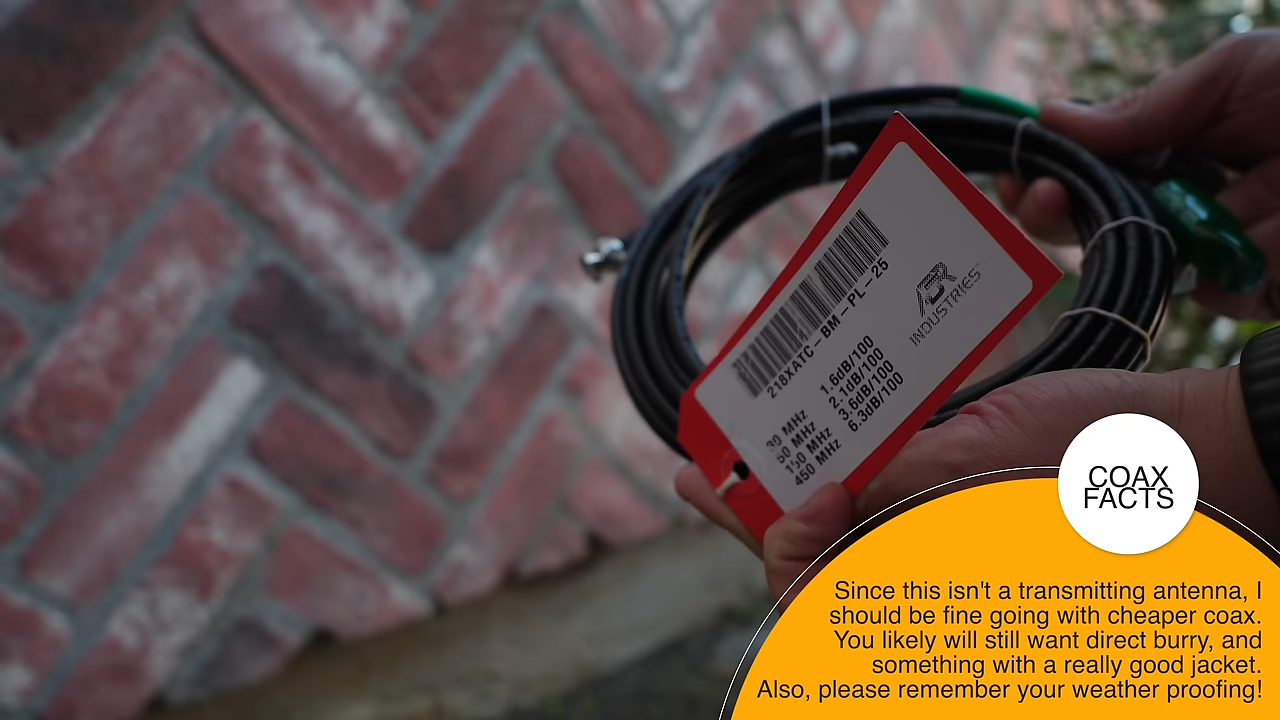 218XATC-BM-PL-25
ABR
INDUSTRIES™
30 MHz 1.6dB/100
50 MHz 2.1dB/100
150 MHz 3.6dB/100
450 MHz 6.3dB/100
COAX
FACTS
Since this isn't a transmitting antenna, I
should be fine going with cheaper coax.
You likely will still want direct burry, and
something with a really good jacket.
Also, please remember your weather proofing!